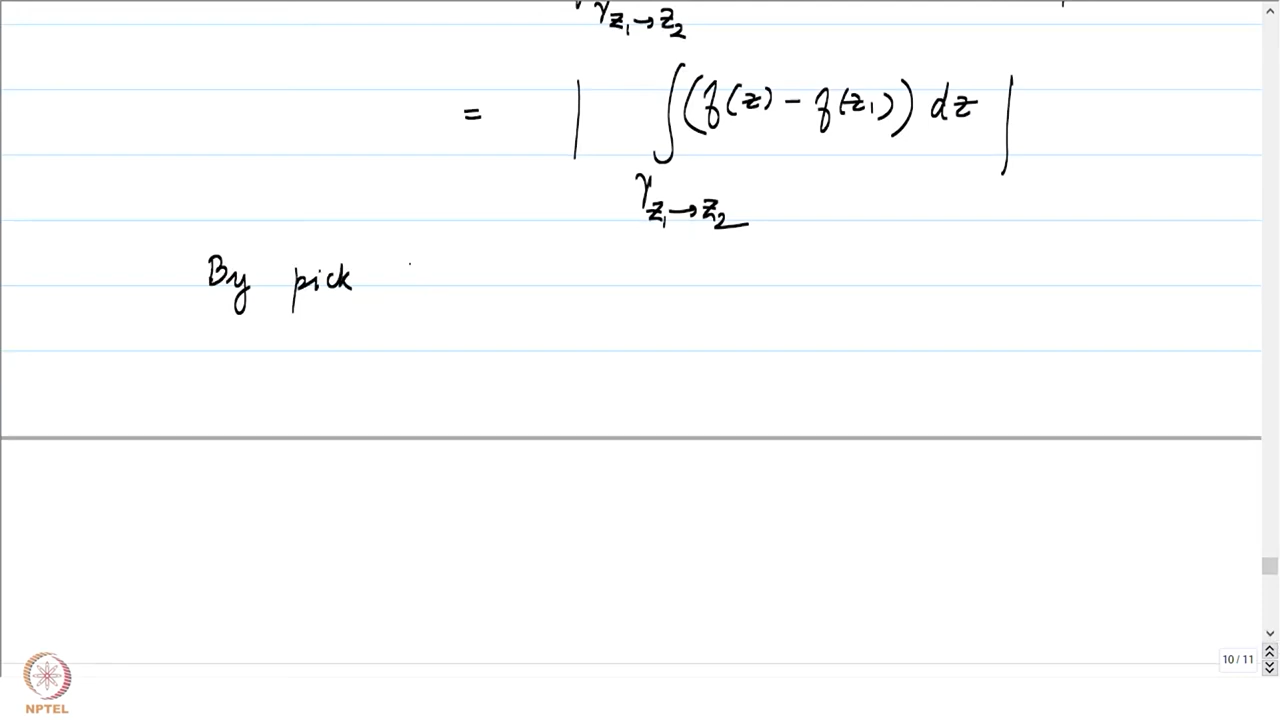 γ_{z₁→z₂}
= | ∫ (f(z) - f(z₁)) dz |
γ_{z₁→z₂}
By pick
10 / 11
NPTEL